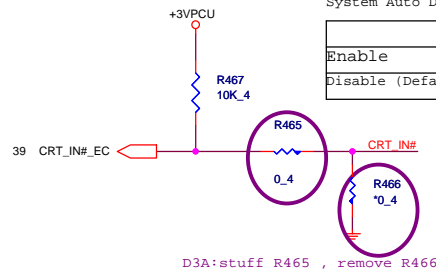 System Auto D
+3VPCU
Enable
Disable (Defa
R467
10K_4
R465
39 CRT_IN#_EC
CRT_IN#
0_4
R466
*0_4
D3A:stuff R465 , remove R466